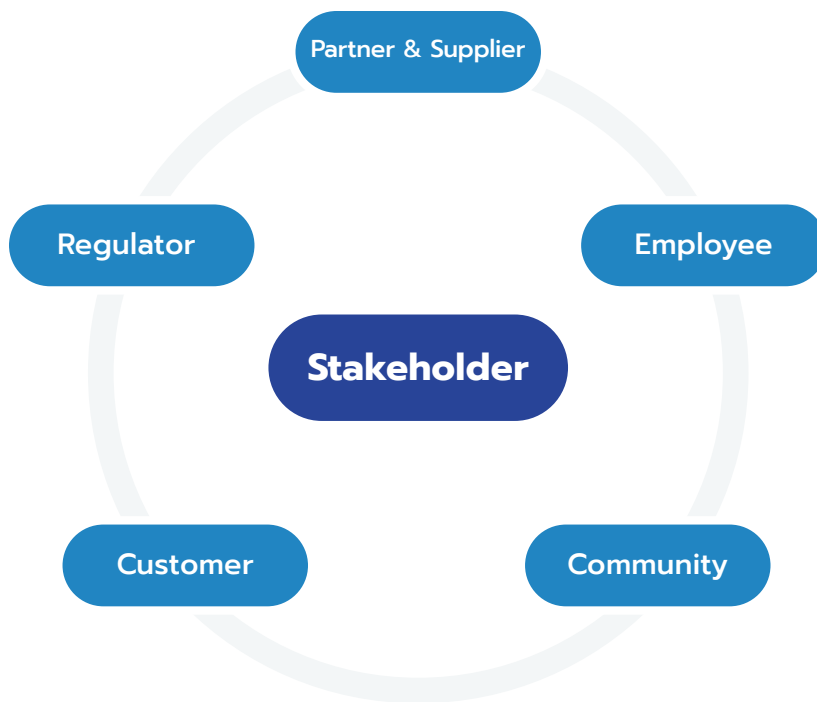 Partner & Supplier
Regulator
Employee
Stakeholder
Customer
Community